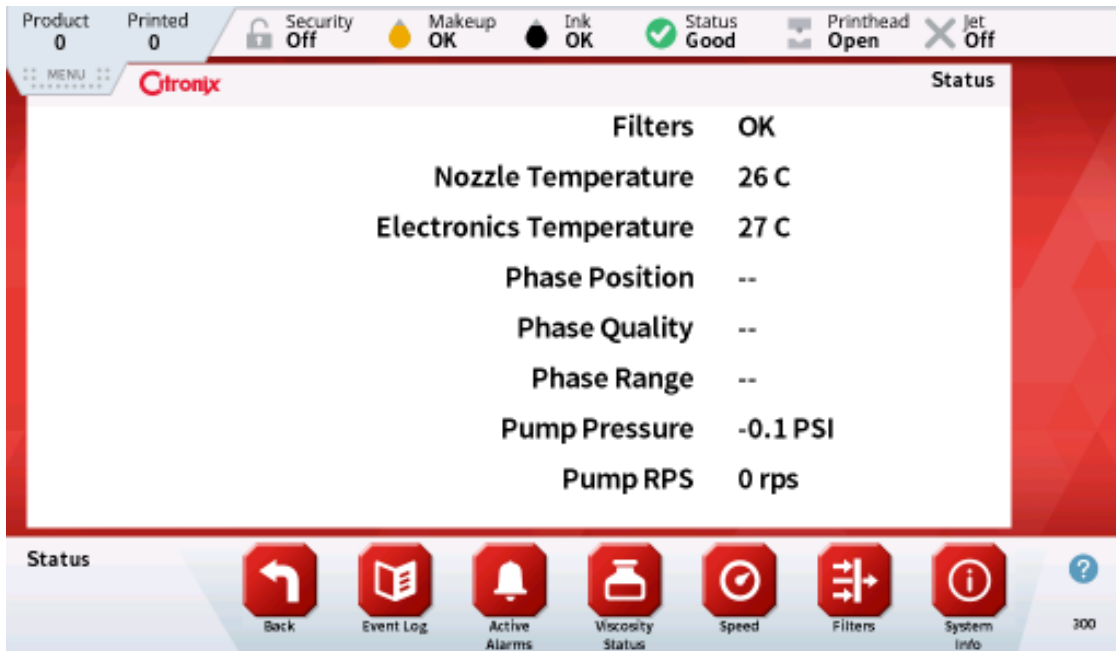 Product Printed Security Makeup Ink Status Printhead Jet
0 0 Off OK OK Good Open Off
MENU Citronix Status
Filters OK
Nozzle Temperature 26 C
Electronics Temperature 27 C
Phase Position --
Phase Quality --
Phase Range --
Pump Pressure -0.1 PSI
Pump RPS 0 rps
Status
Back Event Log Active Alarms Viscosity Status Speed Filters System Info ? 300